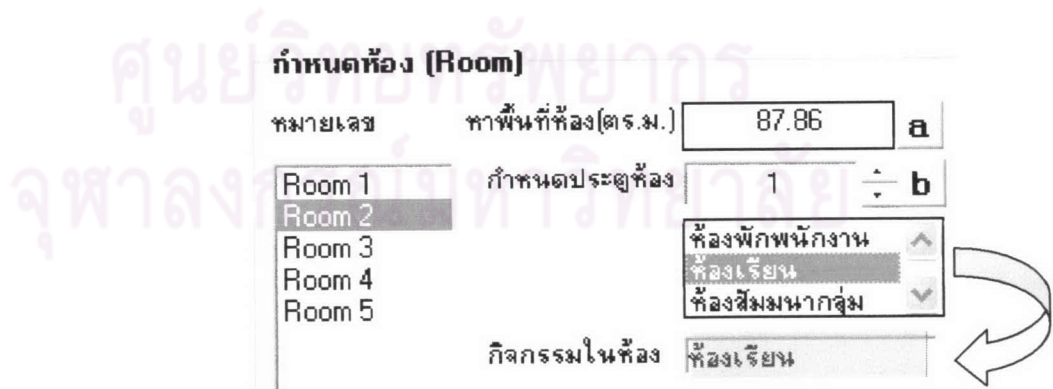 ศูนย์วิทยทรัพยากร
จุฬาลงกรณ์มหาวิทยาลัย
กำหนดห้อง (Room)
หมายเลข หาพื้นที่ห้อง(ตร.ม.) 87.86 a
Room 1 กำหนดประตูห้อง 1 b
Room 2
Room 3
Room 4
Room 5
ห้องพักพนักงาน
ห้องเรียน
ห้องสัมมนากลุ่ม
กิจกรรมในห้อง ห้องเรียน